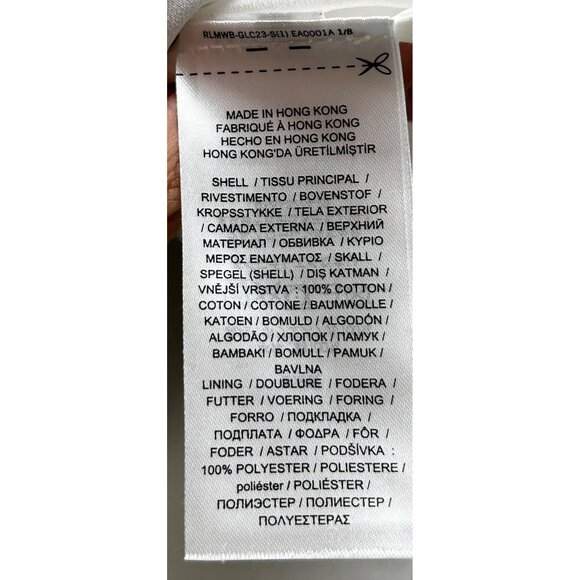 RLMWB-GLC23-S(1) EA0001A 1/8
MADE IN HONG KONG
FABRIQUÉ À HONG KONG
HECHO EN HONG KONG
HONG KONG'DA ÜRETİLMİŞTİR
SHELL / TISSU PRINCIPAL /
RIVESTIMENTO / BOVENSTOF /
KROPSSTYKKE / TELA EXTERIOR
/ CAMADA EXTERNA / ВЕРХНИЙ
МАТЕРИАЛ / ОБВИВКА / ΚΥΡΙΟ
ΜΕΡΟΣ ΕΝΔΥΜΑΤΟΣ / SKALL /
SPEGEL (SHELL) / DIŞ KATMAN /
VNĚJŠÍ VRSTVA : 100% COTTON /
COTON / COTONE / BAUMWOLLE /
KATOEN / BOMULD / ALGODÓN /
ALGODÃO / ХЛОПОК / ПАМУК /
BAMBAKI / BOMULL / PAMUK /
BAVLNA
LINING / DOUBLURE / FODERA /
FUTTER / VOERING / FORING /
FORRO / ПОДКЛАДКА /
ПОДПЛАТА / ΦΟΔΡΑ / FÔR /
FODER / ASTAR / PODŠÍVKA :
100% POLYESTER / POLIESTERE /
poliéster / POLIÉSTER /
ПОЛИЭСТЕР / ПОЛИЕСТЕР /
ΠΟΛΥΕΣΤΕΡΑΣ